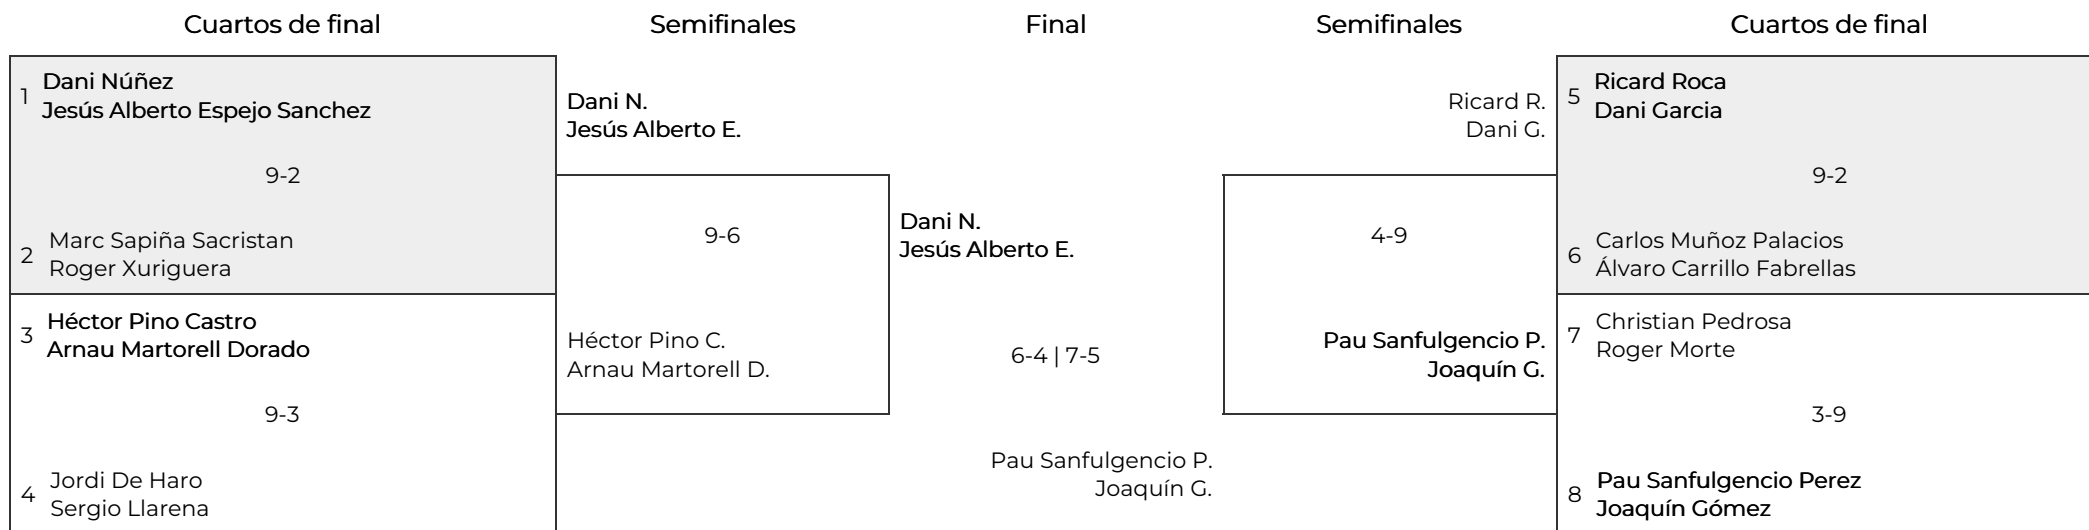 Cuartos de final
Semifinales
Final
Semifinales
Cuartos de final
1
Dani Núñez
Jesús Alberto Espejo Sanchez
9-2
2
Marc Sapiña Sacristan
Roger Xuriguera
3
Héctor Pino Castro
Arnau Martorell Dorado
9-3
4
Jordi De Haro
Sergio Llarena
Dani N.
Jesús Alberto E.
9-6
Héctor Pino C.
Arnau Martorell D.
Dani N.
Jesús Alberto E.
6-4 | 7-5
Pau Sanfulgencio P.
Joaquín G.
Ricard R.
Dani G.
4-9
Pau Sanfulgencio P.
Joaquín G.
5
Ricard Roca
Dani Garcia
9-2
6
Carlos Muñoz Palacios
Álvaro Carrillo Fabrellas
7
Christian Pedrosa
Roger Morte
3-9
8
Pau Sanfulgencio Perez
Joaquín Gómez